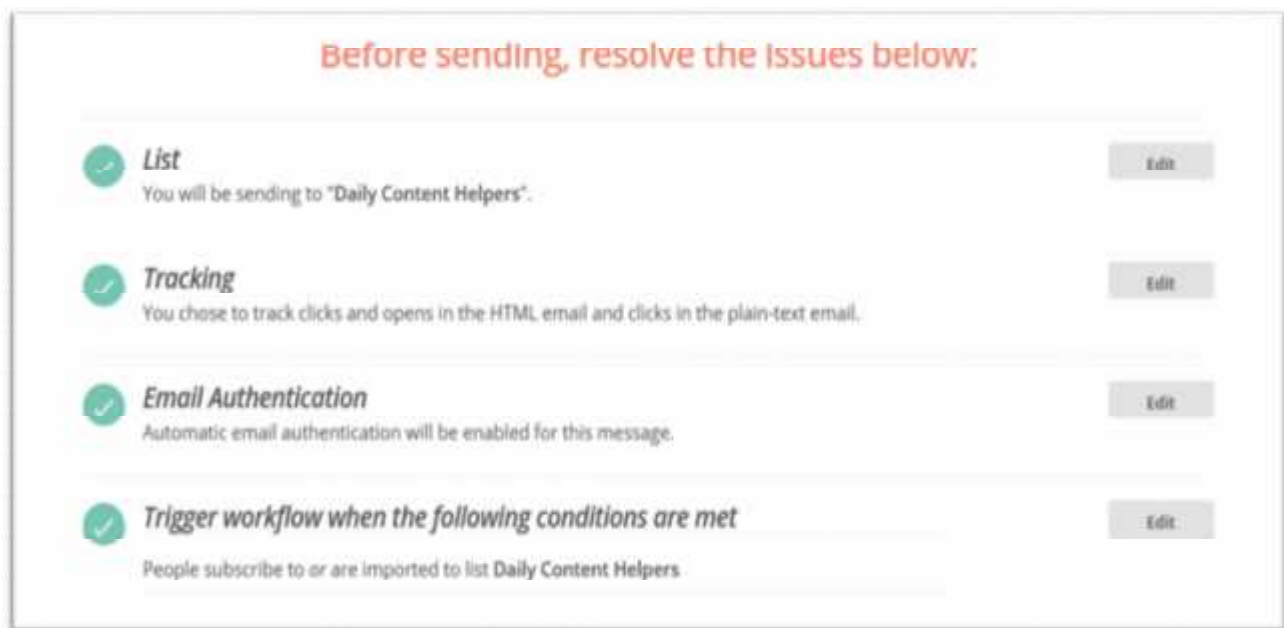 Before sending, resolve the issues below:
List
Edit
You will be sending to "Daily Content Helpers".
Tracking
Edit
You chose to track clicks and opens in the HTML email and clicks in the plain-text email.
Email Authentication
Edit
Automatic email authentication will be enabled for this message.
Trigger workflow when the following conditions are met
Edit
People subscribe to or are imported to list Daily Content Helpers